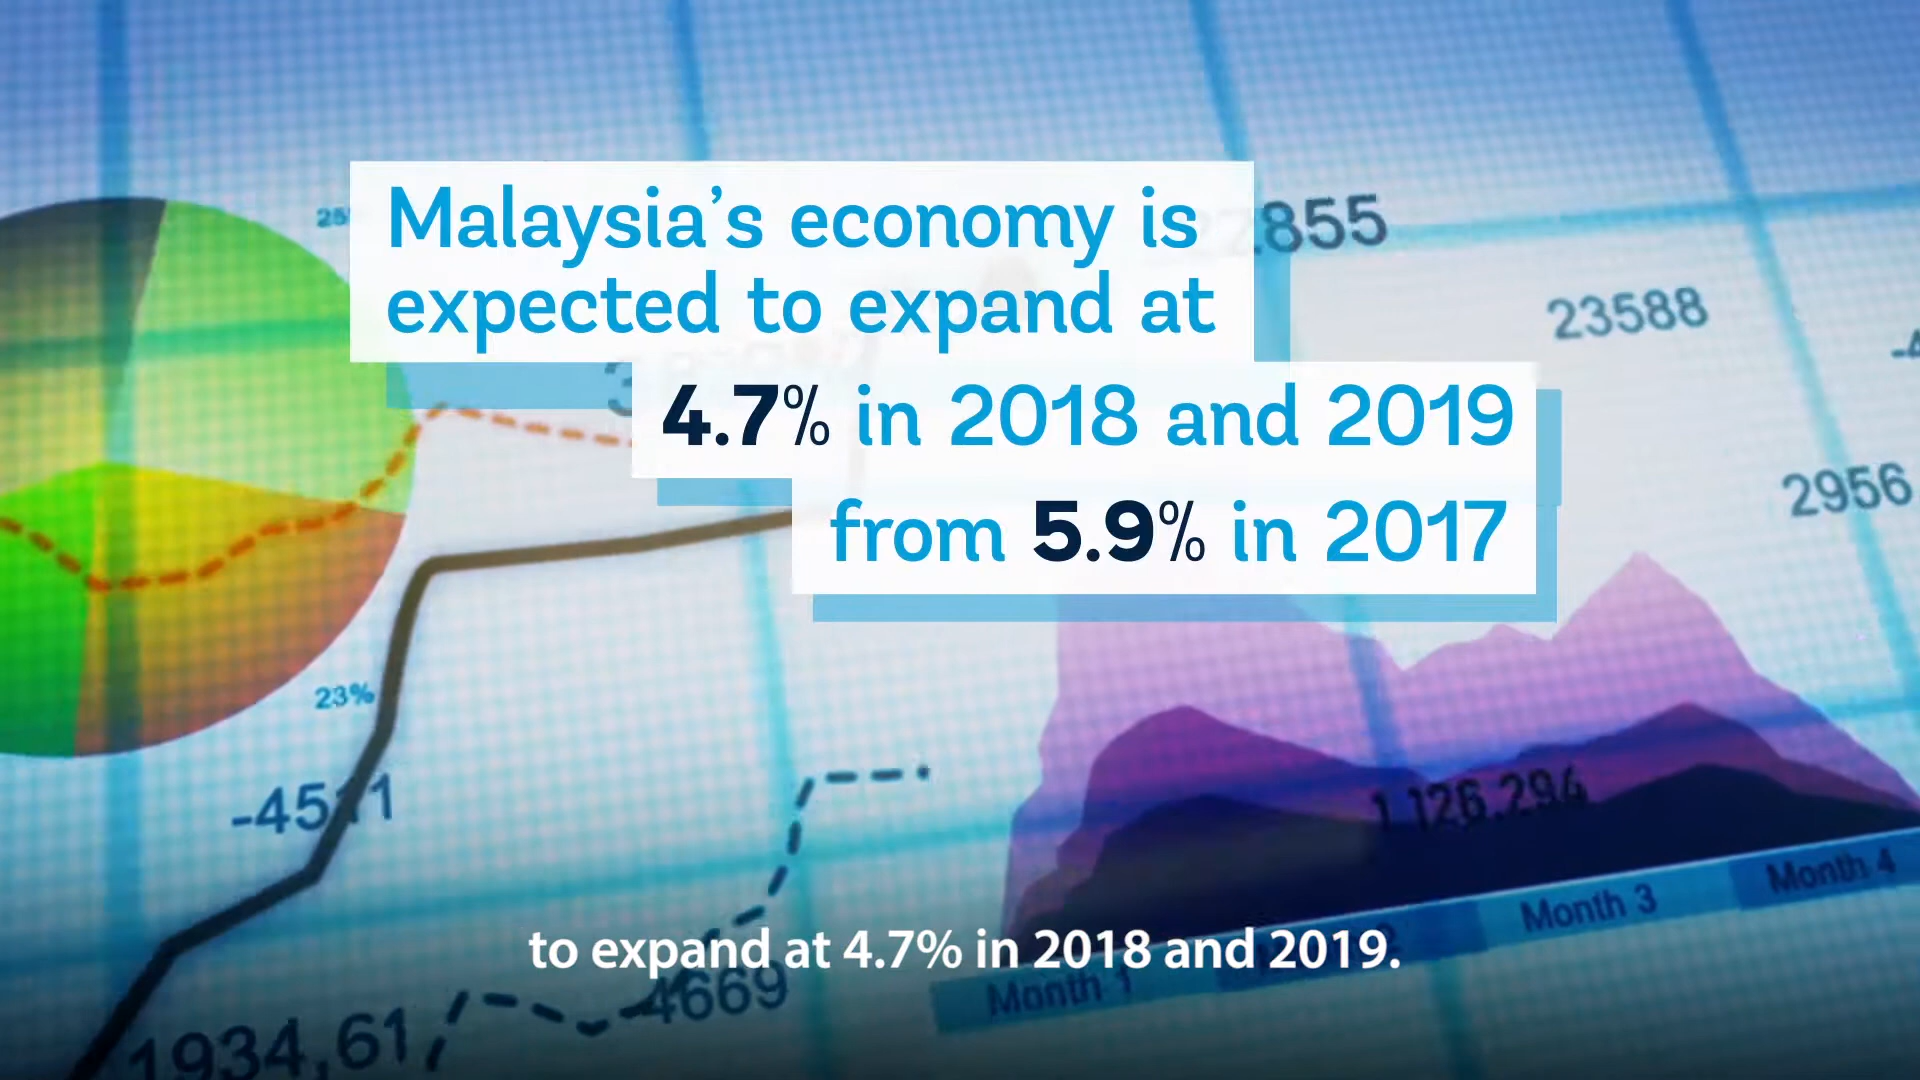 Malaysia’s economy is
expected to expand at
4.7% in 2018 and 2019
from 5.9% in 2017
855
23588
2956
23%
-4511
1 126,294
Month 4
Month 3
to expand at 4.7% in 2018 and 2019.
4669
Month 1
1934,61